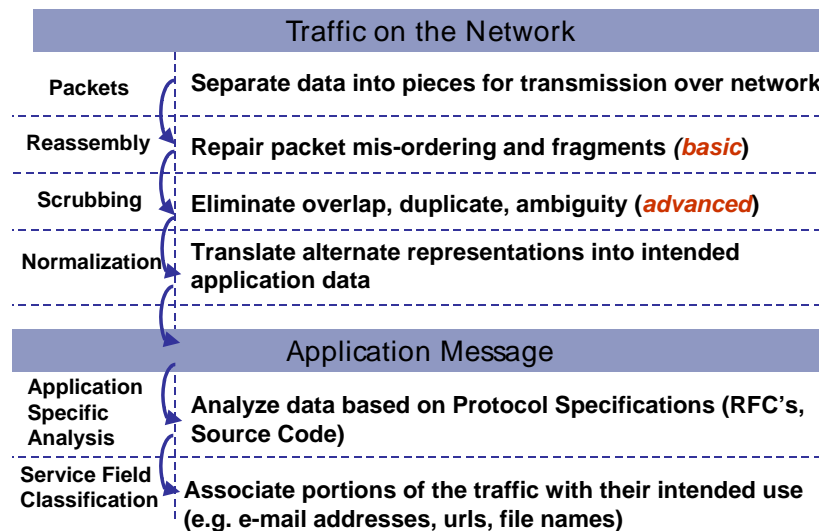 Traffic on the Network
Packets
Separate data into pieces for transmission over network
Reassembly
Repair packet mis-ordering and fragments (basic)
Scrubbing
Eliminate overlap, duplicate, ambiguity (advanced)
Normalization
Translate alternate representations into intended
application data
Application Message
Application
Specific
Analysis
Analyze data based on Protocol Specifications (RFC's,
Source Code)
Service Field
Classification
Associate portions of the traffic with their intended use
(e.g. e-mail addresses, urls, file names)